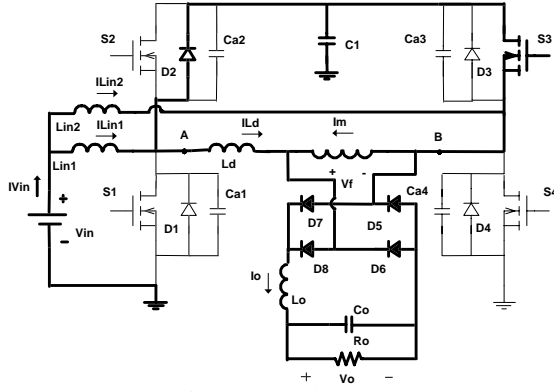 S2
D2
Ca2
C1
Ca3
D3
S3
ILin2
Lin2
ILin1
Lin1
A
ILd
Ld
Im
B
IVin
+
Vin
-
S1
D1
Ca1
+
Vf
-
D7
D5
Ca4
D4
S4
D8
D6
Io
Lo
Co
Ro
+
Vo
-